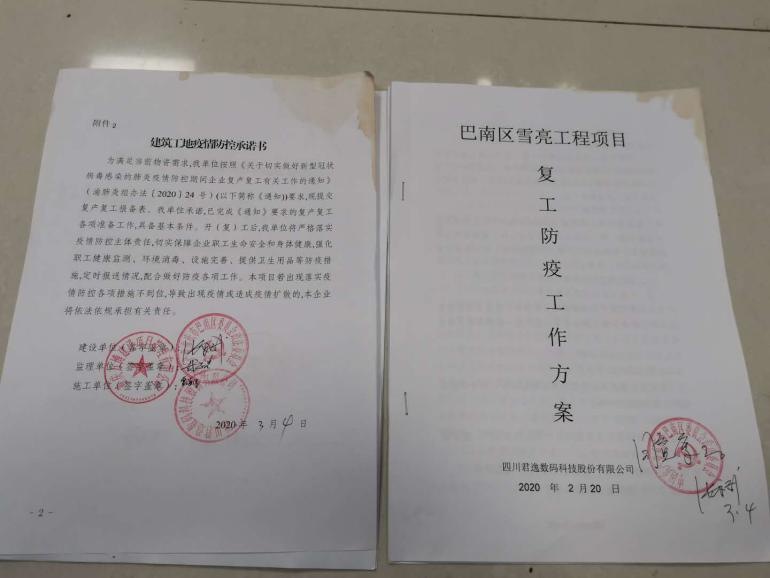 附件2
建筑工地疫情防控承诺书
为满足当前物资需求,我单位按照《关于切实做好新型冠状
病毒感染的肺炎疫情防控期间企业复产复工有关工作的通知》
(渝肺炎组办法〔2020〕24号)(以下简称《通知》)要求,现提交
复产复工报备表。我单位承诺,已完成《通知》要求的复产复工
各项准备工作,具备基本条件。开(复)工后,我单位将严格落实
疫情防控主体责任,切实保障企业职工生命安全和身体健康,强化
职工健康监测、环境消毒、设施完善、提供卫生用品等防疫措
施,定时报送情况,配合做好防疫各项工作。本项目若出现落实疫
情防控各项措施不到位,导致出现疫情或造成疫情扩散的,本企业
将依法依规承担有关责任。
建设单位(签字盖章):
监理单位(签字盖章):
施工单位(签字盖章):
2020年3月4日
-2-
巴南区雪亮工程项目
复
工
防
疫
工
作
方
案
四川君逸数码科技股份有限公司
2020 年 2 月 20 日
3.4